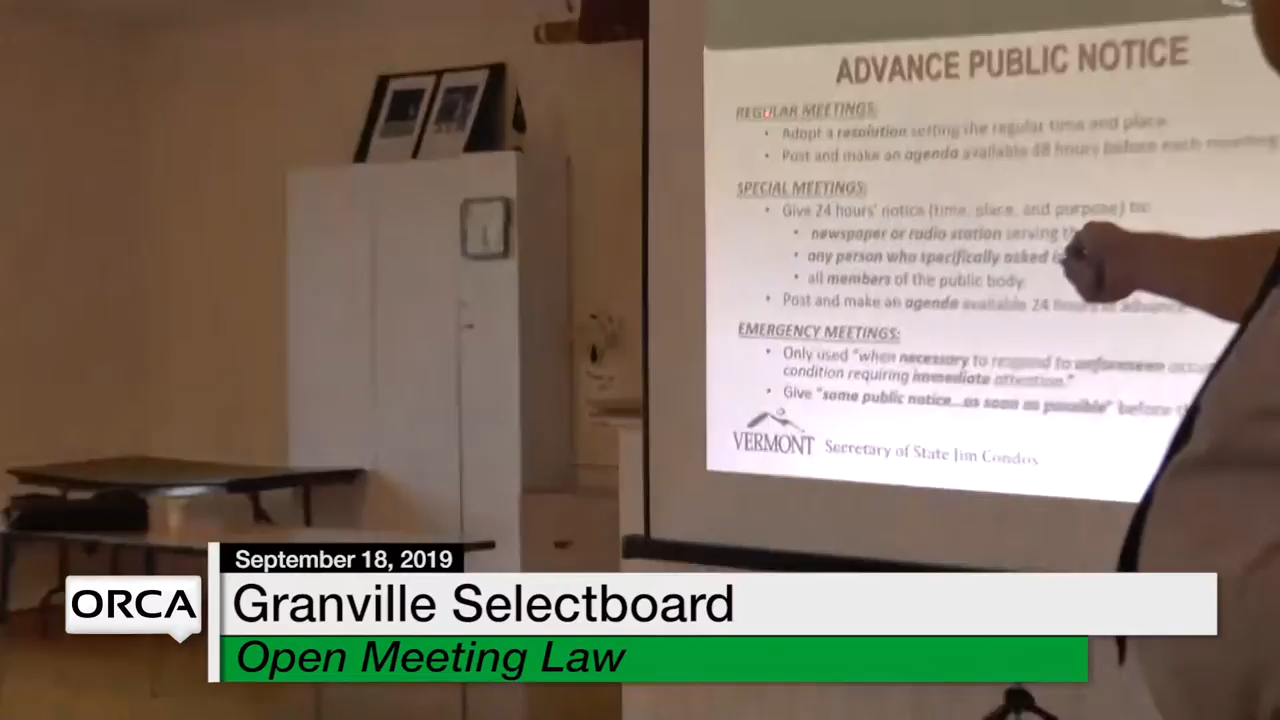 ADVANCE PUBLIC NOTICE
REGULAR MEETINGS:
• Adopt a resolution setting the regular time and place
• Post and make an agenda available 48 hours before each meeting
SPECIAL MEETINGS:
• Give 24 hours' notice (time, place, and purpose) to:
• newspaper or radio station serving
• any person who specifically asked
• all members of the public body
• Post and make an agenda available 24 hours in advance
EMERGENCY MEETINGS:
• Only used "when necessary to respond to unforeseen
condition requiring immediate attention."
• Give "some public notice...as soon as possible" before
VERMONT Secretary of State Jim Condos
September 18, 2019
ORCA
Granville Selectboard
Open Meeting Law